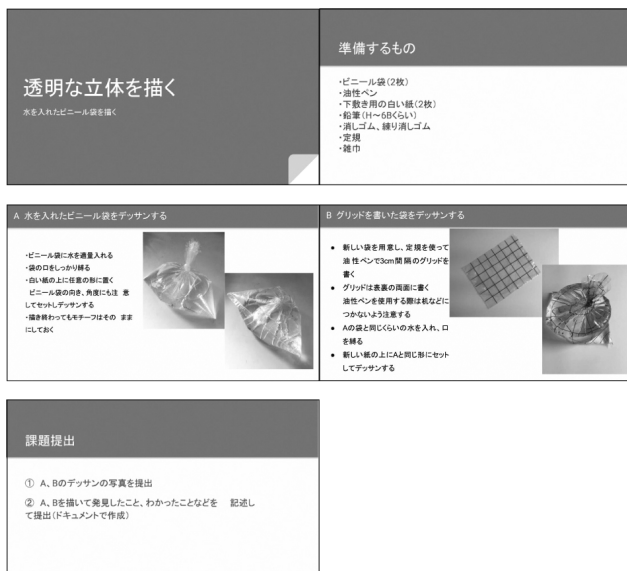 透明な立体を描く
水を入れたビニール袋を描く
準備するもの
・ビニール袋(2枚)
・油性ペン
・下敷き用の白い紙(2枚)
・鉛筆(H～6Bくらい)
・消しゴム、練り消しゴム
・定規
・雑巾
A 水を入れたビニール袋をデッサンする
・ビニール袋に水を適量入れる
・袋の口をしっかり縛る
・白い紙の上に任意の形に置く
ビニール袋の向き、角度にも注 意
してセットしデッサンする
・描き終わってもモチーフはその まま
にしておく
B グリッドを書いた袋をデッサンする
● 新しい袋を用意し、定規を使って
油性ペンで3cm間隔のグリッドを
書く
● グリッドは表裏の両面に書く
油性ペンを使用する際は机などに
つかないよう注意する
● Aの袋と同じくらいの水を入れ、口
を縛る
● 新しい紙の上にAと同じ形にセット
してデッサンする
課題提出
① A、Bのデッサンの写真を提出
② A、Bを描いて発見したこと、わかったことなどを 記述し
て提出(ドキュメントで作成)